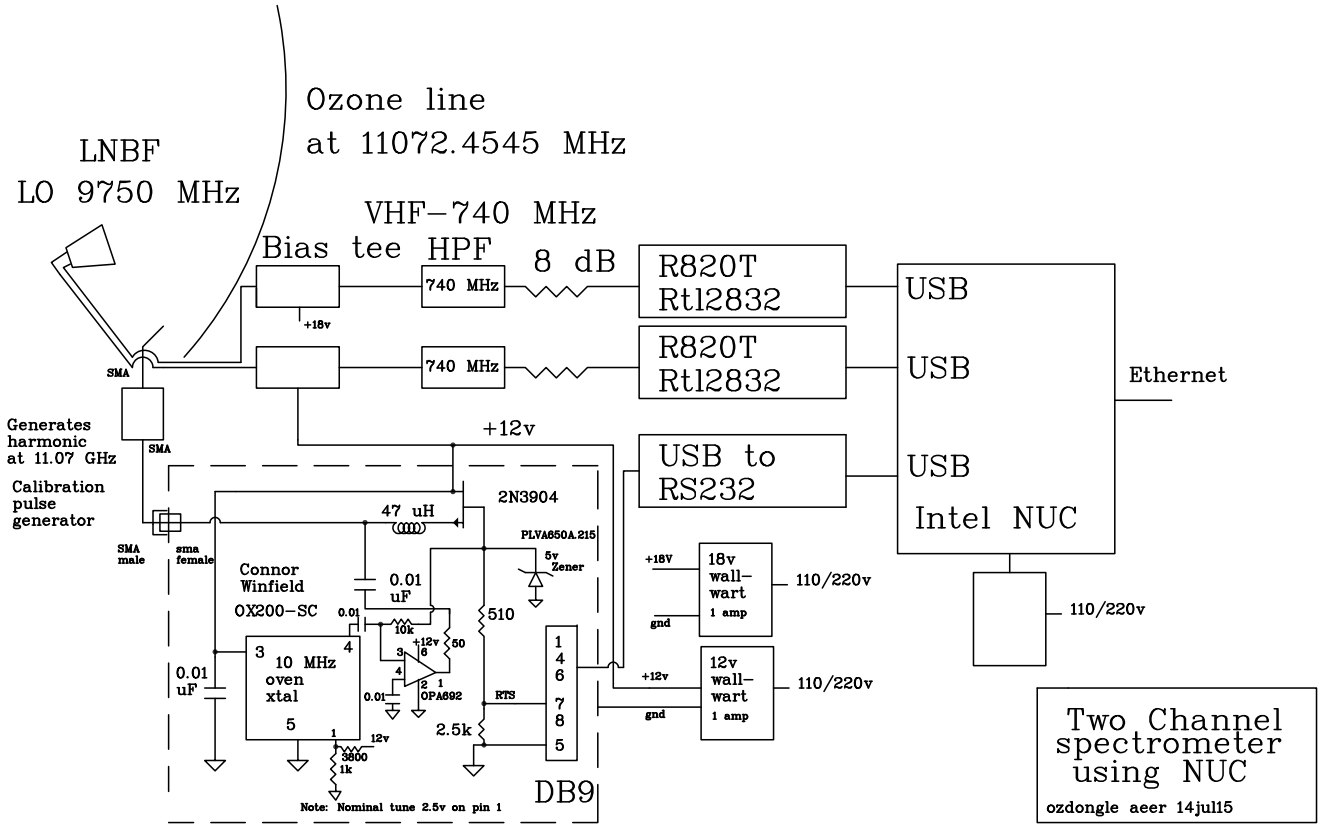 Ozone line
at 11072.4545 MHz
LNBF
LO 9750 MHz
VHF-740 MHz
Bias tee
HPF
8 dB
740 MHz
+18v
R820T
Rtl2832
USB
740 MHz
R820T
Rtl2832
USB
Ethernet
SMA
Generates
harmonic
at 11.07 GHz
SMA
+12v
USB to
RS232
USB
Intel NUC
Calibration
pulse
generator
47 uH
2N3904
SMA
male
sma
female
PLVA650A.215
5v
Zener
Connor
Winfield
OX200-SC
0.01
uF
+18V
gnd
18v
wall-
wart
1 amp
110/220v
110/220v
0.01
10k
50
510
3
4
10 MHz
oven
xtal
5
1
0.01
uF
+12v
3
6
4
2
1
OPA692
0.01
RTS
2.5k
1
4
6
7
8
5
+12v
gnd
12v
wall-
wart
1 amp
110/220v
12v
3800
1k
Note: Nominal tune 2.5v on pin 1
DB9
Two Channel
spectrometer
using NUC
ozdongle aeer 14jul15